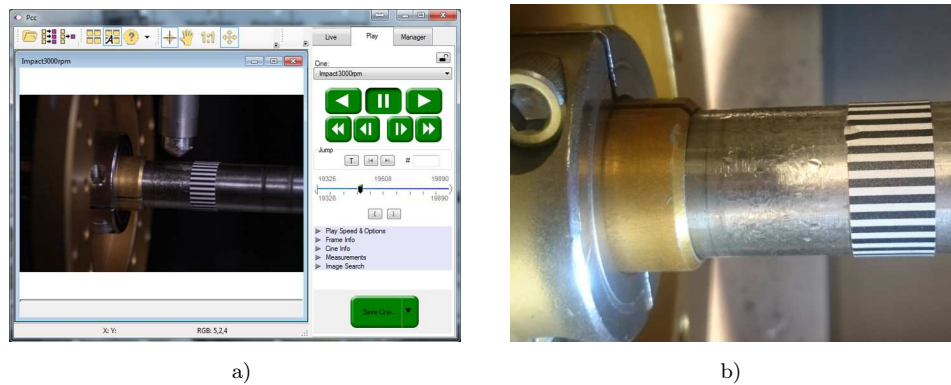 Pcc
Live Play Manager
Impact3000rpm
Cine:
Impact3000rpm
Jump
T #
19326 19508 19890
19326 19890
Play Speed & Options
Frame Info
Cine Info
Measurements
Image Search
Save Cine...
X: Y: RGB: 5,2,4
a) b)